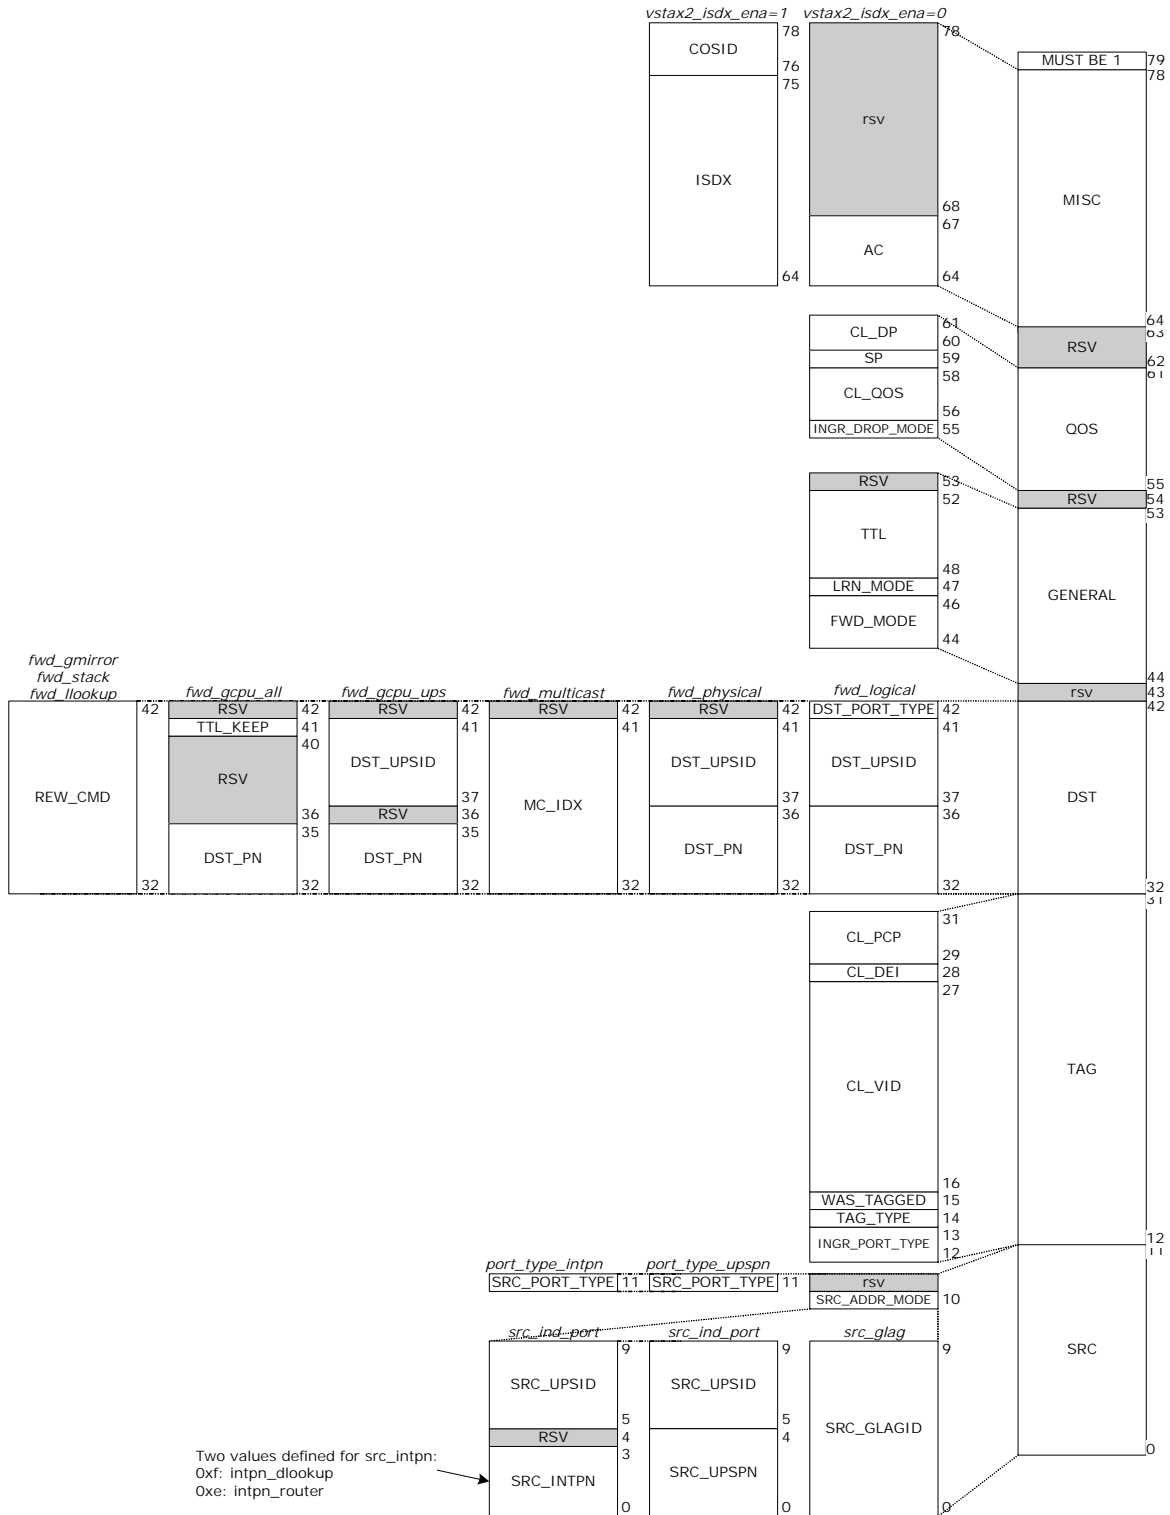 vstax2_isdx_ena=1 vstax2_isdx_ena=0
COSID
78
76
ISDX
75
64
rsv
78
68
AC
67
64
MUST BE 1
79
MISC
78
64
RSV
63
62
QOS
61
55
RSV
54
GENERAL
53
44
rsv
43
DST
42
32
TAG
31
12
SRC
11
0
CL_DP
61
60
SP
59
CL_QOS
58
56
INGR_DROP_MODE
55
RSV
53
TTL
52
48
LRN_MODE
47
FWD_MODE
46
44
fwd_gmirror
fwd_stack
fwd_llookup
REW_CMD
42
32
fwd_gcpu_all
RSV
42
TTL_KEEP
41
RSV
40
36
DST_PN
35
32
fwd_gcpu_ups
RSV
42
DST_UPSID
41
37
RSV
36
DST_PN
35
32
fwd_multicast
RSV
42
MC_IDX
41
32
fwd_physical
RSV
42
DST_UPSID
41
37
DST_PN
36
32
fwd_logical
DST_PORT_TYPE
42
DST_UPSID
41
37
DST_PN
36
32
CL_PCP
31
29
CL_DEI
28
CL_VID
27
16
WAS_TAGGED
15
TAG_TYPE
14
INGR_PORT_TYPE
13
12
port_type_intpn
SRC_PORT_TYPE
11
port_type_upspn
SRC_PORT_TYPE
11
rsv
SRC_ADDR_MODE
10
src_ind_port
SRC_UPSID
9
5
RSV
4
SRC_INTPN
3
0
src_ind_port
SRC_UPSID
9
5
SRC_UPSPN
4
0
src_glag
SRC_GLAGID
9
0
Two values defined for src_intpn:
0xf: intpn_dlookup
0xe: intpn_router